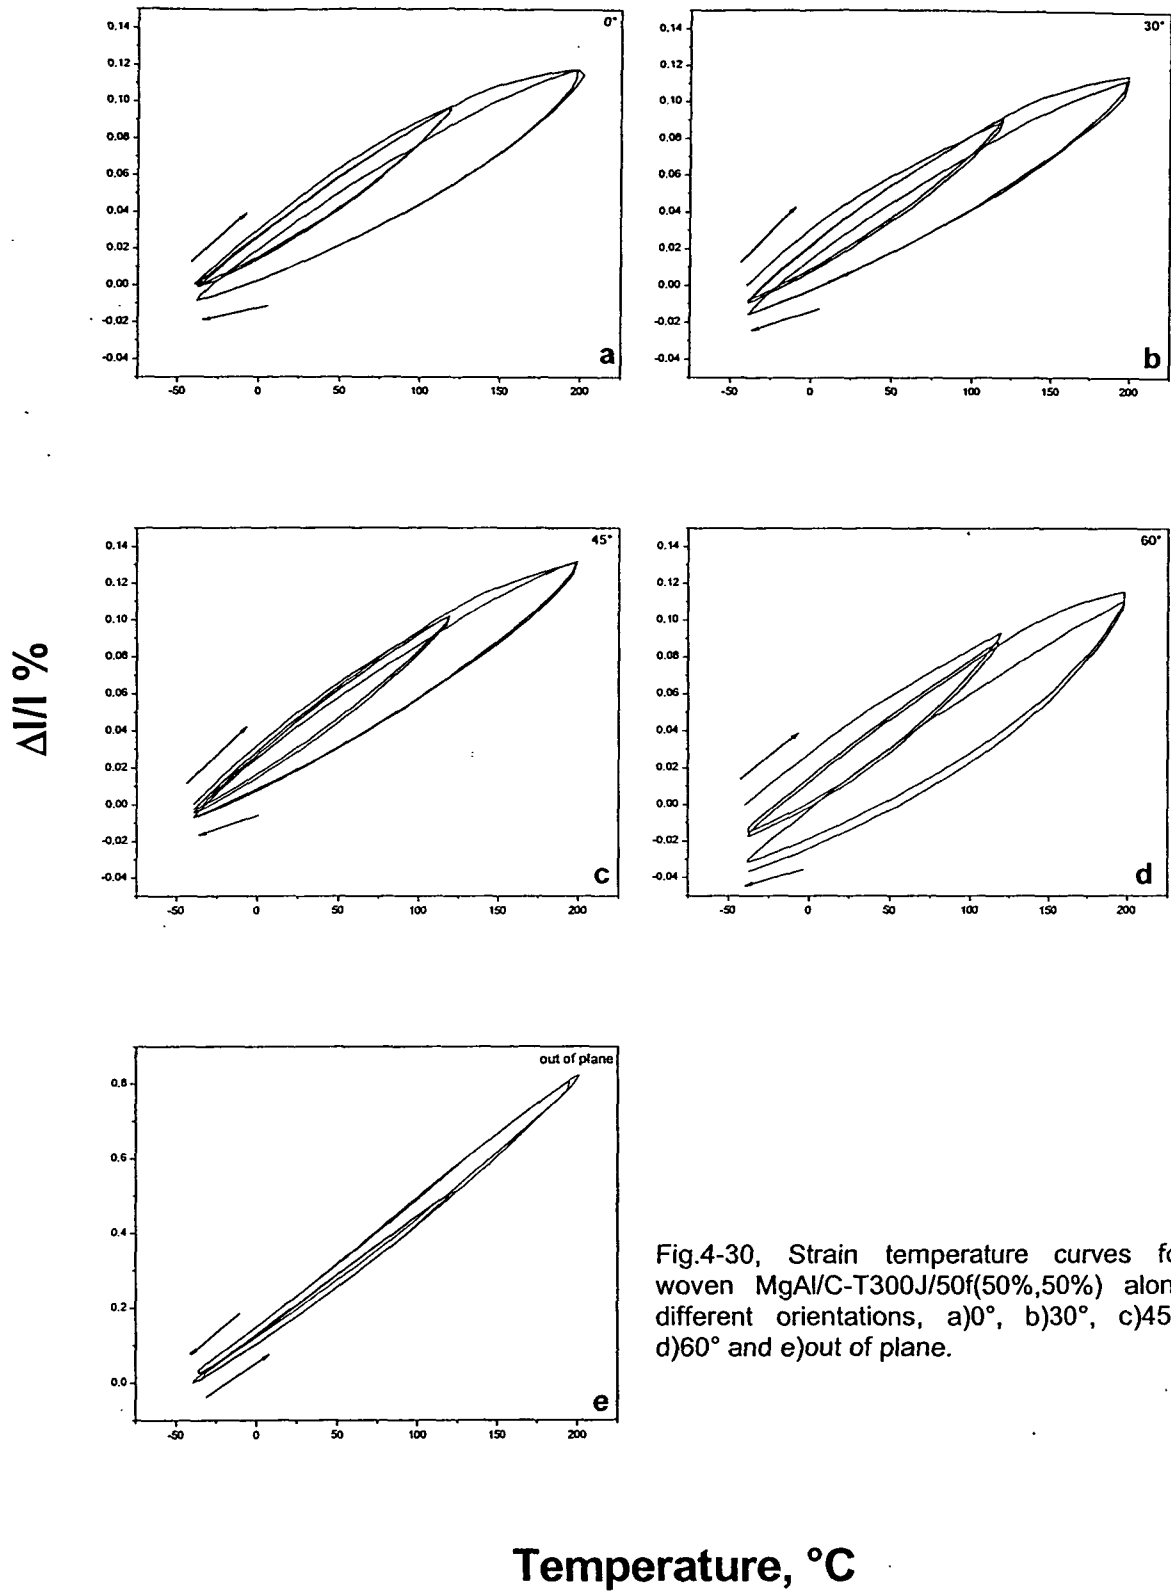 0°
0.14
0.12
0.10
0.08
0.06
0.04
0.02
0.00
-0.02
-0.04
a
-50 0 50 100 150 200
30°
0.14
0.12
0.10
0.08
0.06
0.04
0.02
0.00
-0.02
-0.04
b
-50 0 50 100 150 200
Δl/l %
45°
0.14
0.12
0.10
0.08
0.06
0.04
0.02
0.00
-0.02
-0.04
c
-50 0 50 100 150 200
60°
0.14
0.12
0.10
0.08
0.06
0.04
0.02
0.00
-0.02
-0.04
d
-50 0 50 100 150 200
out of plane
0.8
0.6
0.4
0.2
0.0
e
-50 0 50 100 150 200
Fig.4-30, Strain temperature curves fo
woven MgAl/C-T300J/50f(50%,50%) alon
different orientations, a)0°, b)30°, c)45
d)60° and e)out of plane.
Temperature, °C